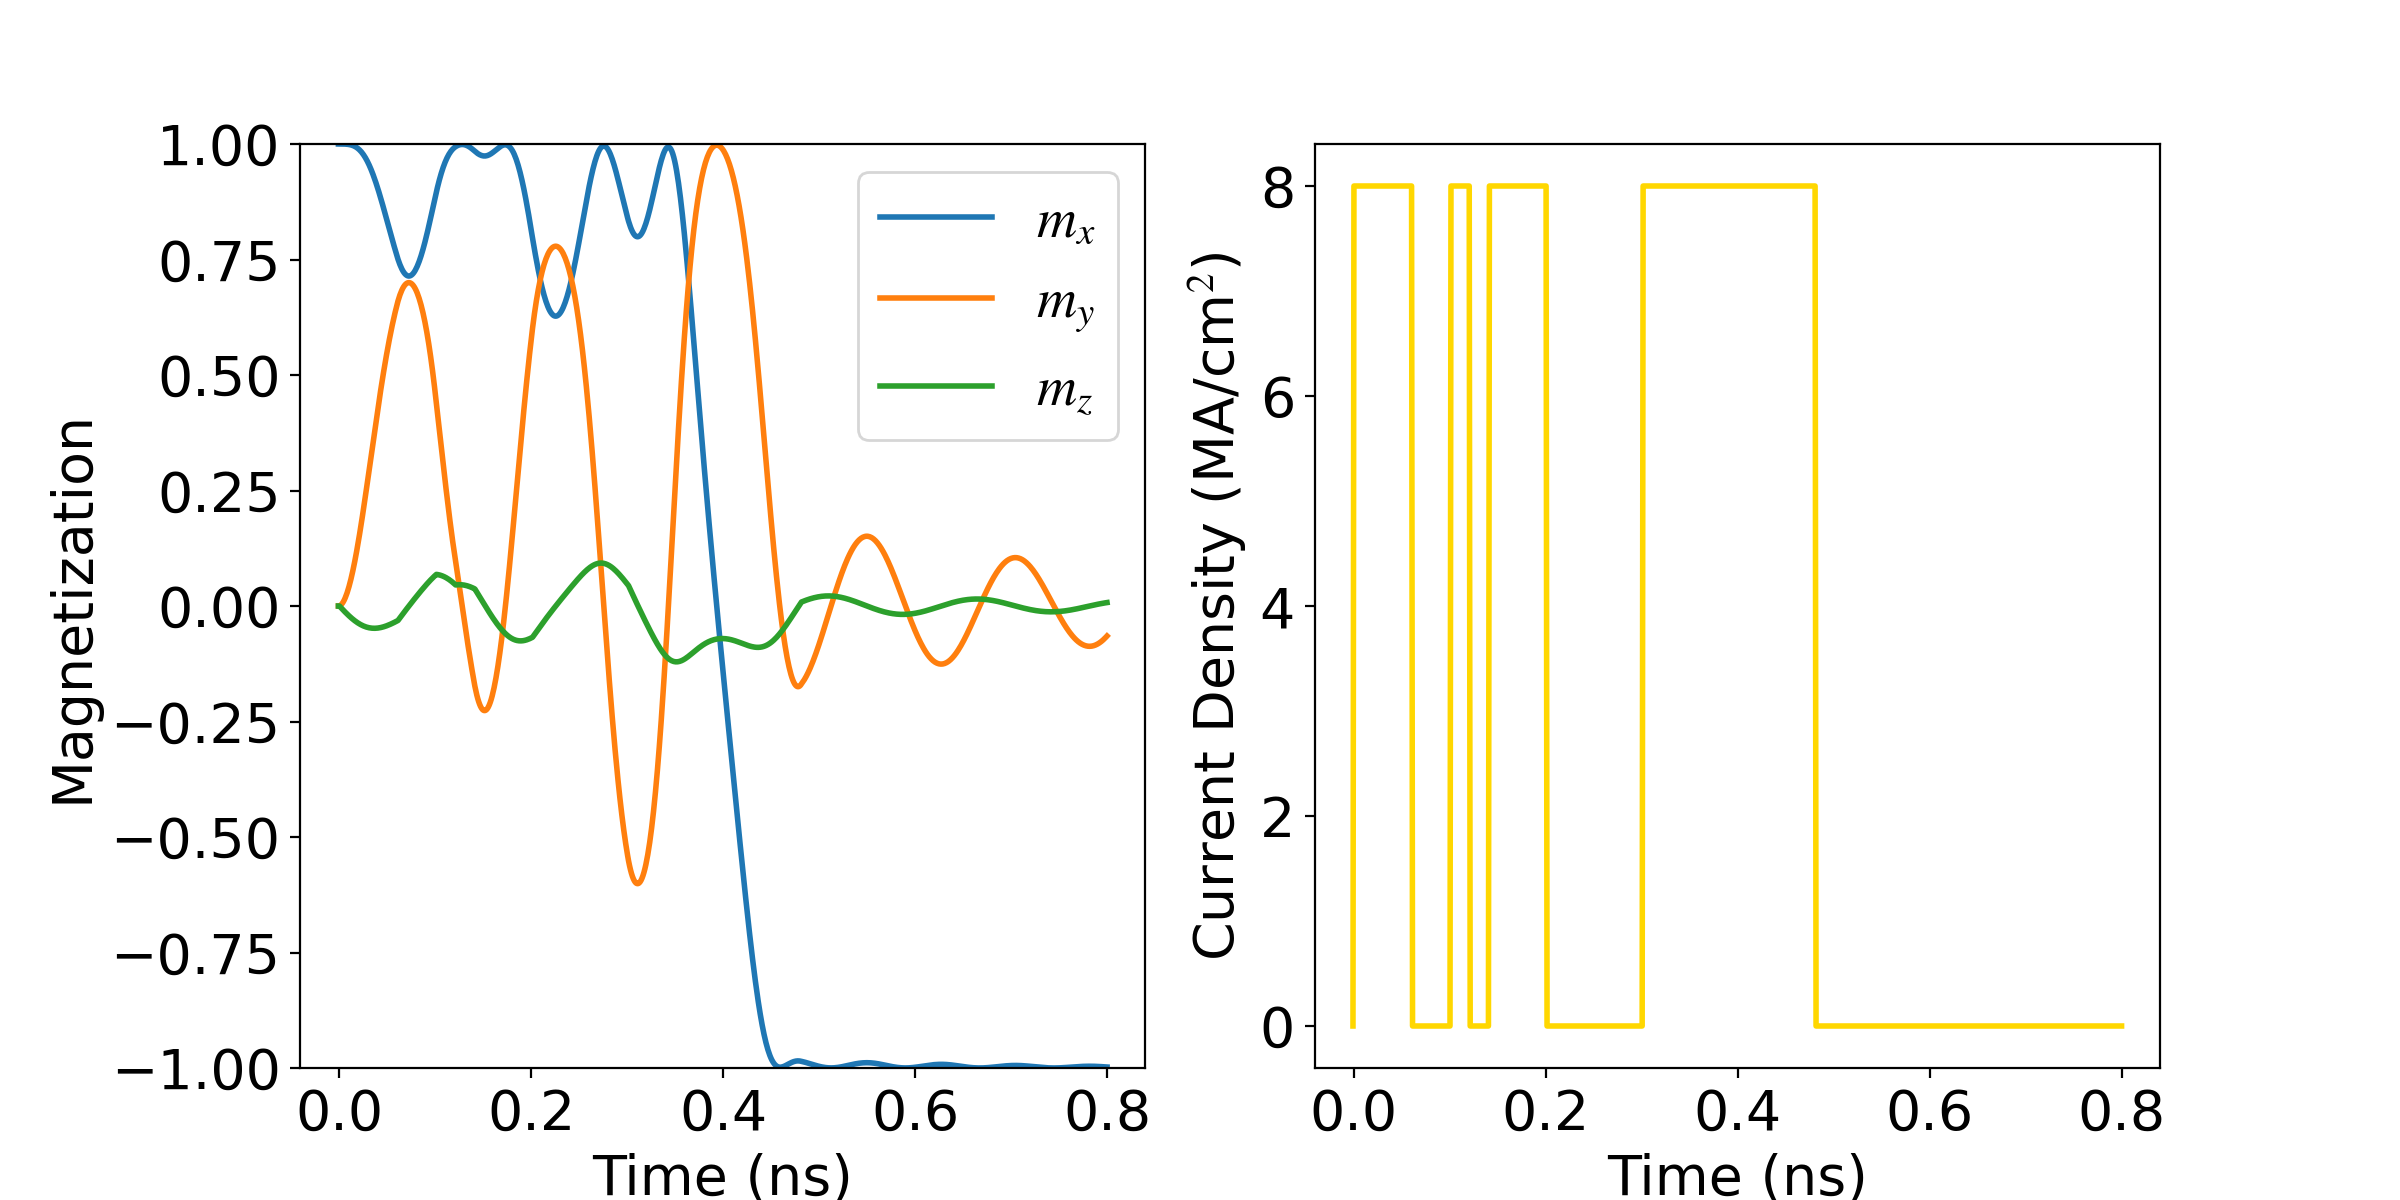 Magnetization
1.00
0.75
0.50
0.25
0.00
−0.25
−0.50
−0.75
−1.00
0.0 0.2 0.4 0.6 0.8
Time (ns)
mₓ
m_y
m_z
Current Density (MA/cm²)
8
6
4
2
0
0.0 0.2 0.4 0.6 0.8
Time (ns)